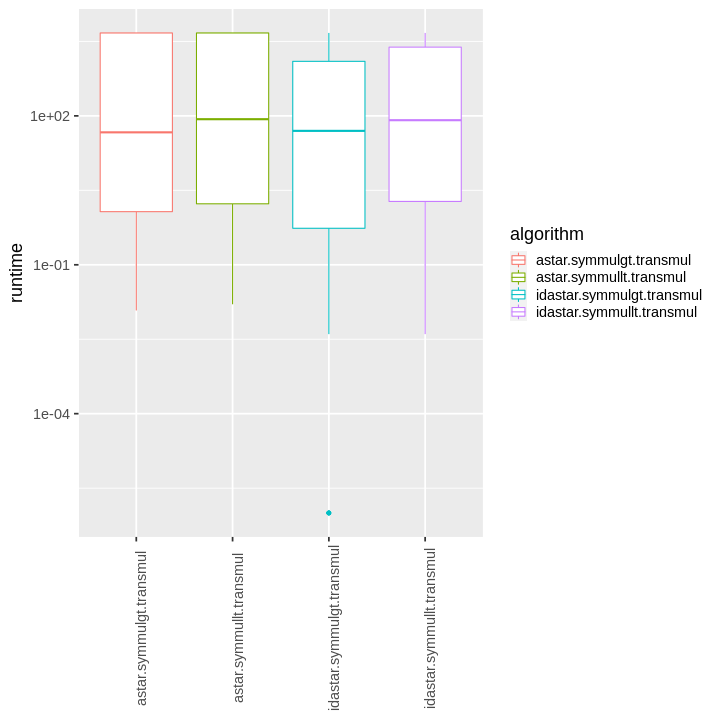 runtime
1e+02
1e-01
1e-04
astar.symmulgt.transmul
astar.symmullt.transmul
idastar.symmulgt.transmul
idastar.symmullt.transmul
algorithm
astar.symmulgt.transmul
astar.symmullt.transmul
idastar.symmulgt.transmul
idastar.symmullt.transmul